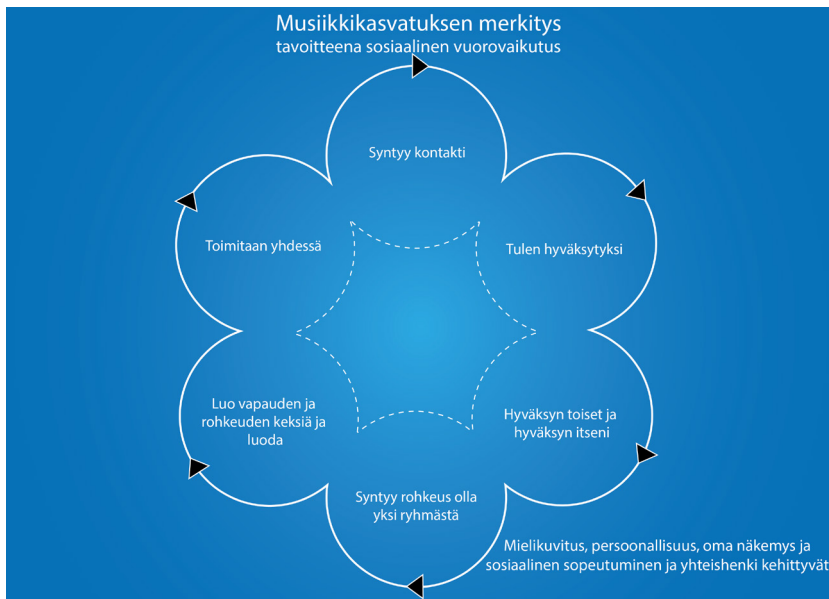 Musiikkikasvatuksen merkitys
tavoitteena sosiaalinen vuorovaikutus
Syntyy kontakti
Tulen hyväksytyksi
Hyväksyn toiset ja
hyväksyn itseni
Syntyy rohkeus olla
yksi ryhmästä
Luo vapauden ja
rohkeuden keksiä ja
luoda
Toimitaan yhdessä
Mielikuvitus, persoonallisuus, oma näkemys ja
sosiaalinen sopeutuminen ja yhteishenki kehittyvät